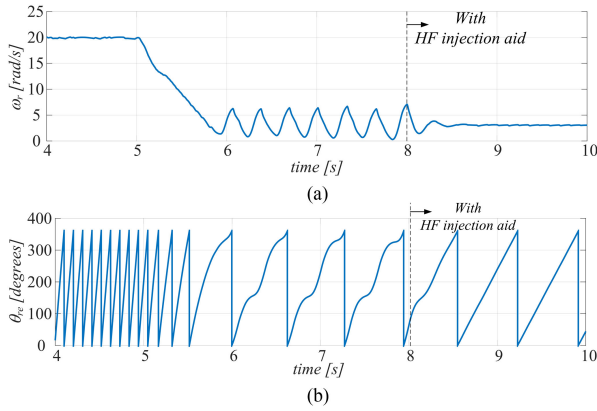 With
HF injection aid
25
20
15
10
5
0
ω_r [rad/s]
4 5 6 7 8 9 10
time [s]
(a)
With
HF injection aid
400
300
200
100
0
θ_re [degrees]
4 5 6 7 8 9 10
time [s]
(b)